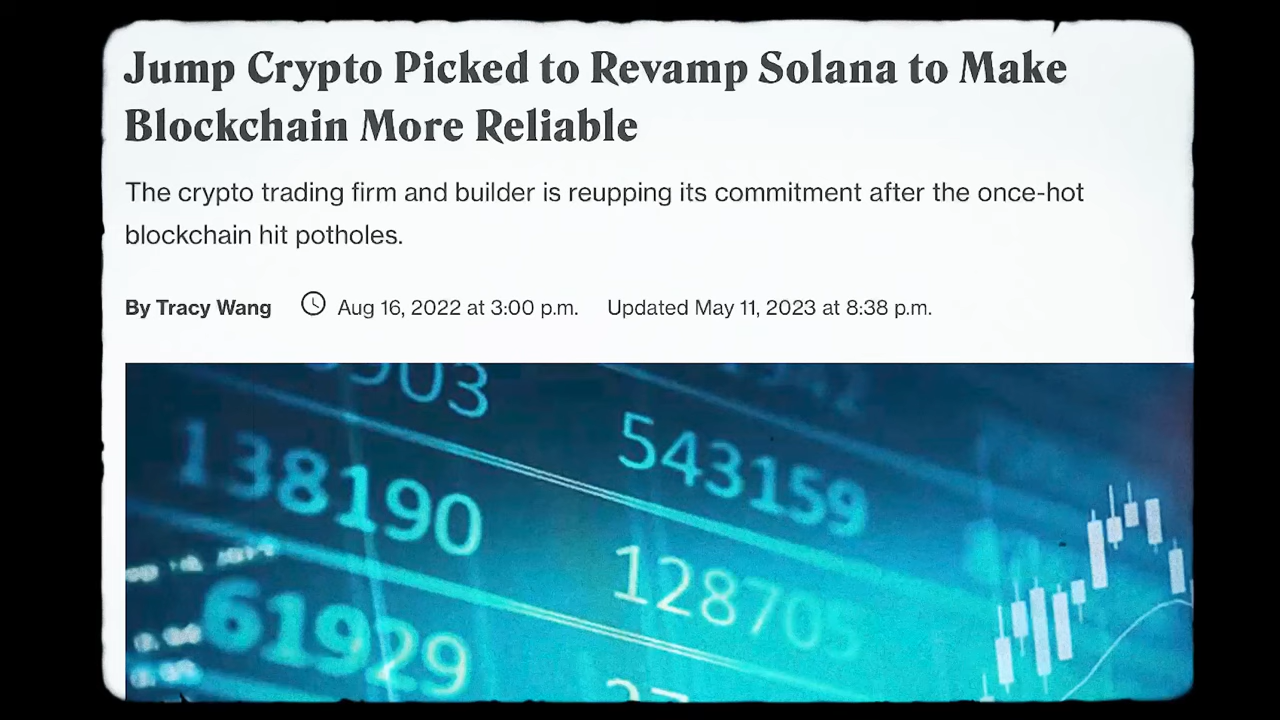 Jump Crypto Picked to Revamp Solana to Make
Blockchain More Reliable
The crypto trading firm and builder is reupping its commitment after the once-hot
blockchain hit potholes.
By Tracy Wang Aug 16, 2022 at 3:00 p.m. Updated May 11, 2023 at 8:38 p.m.
138190 543159
61929 128705